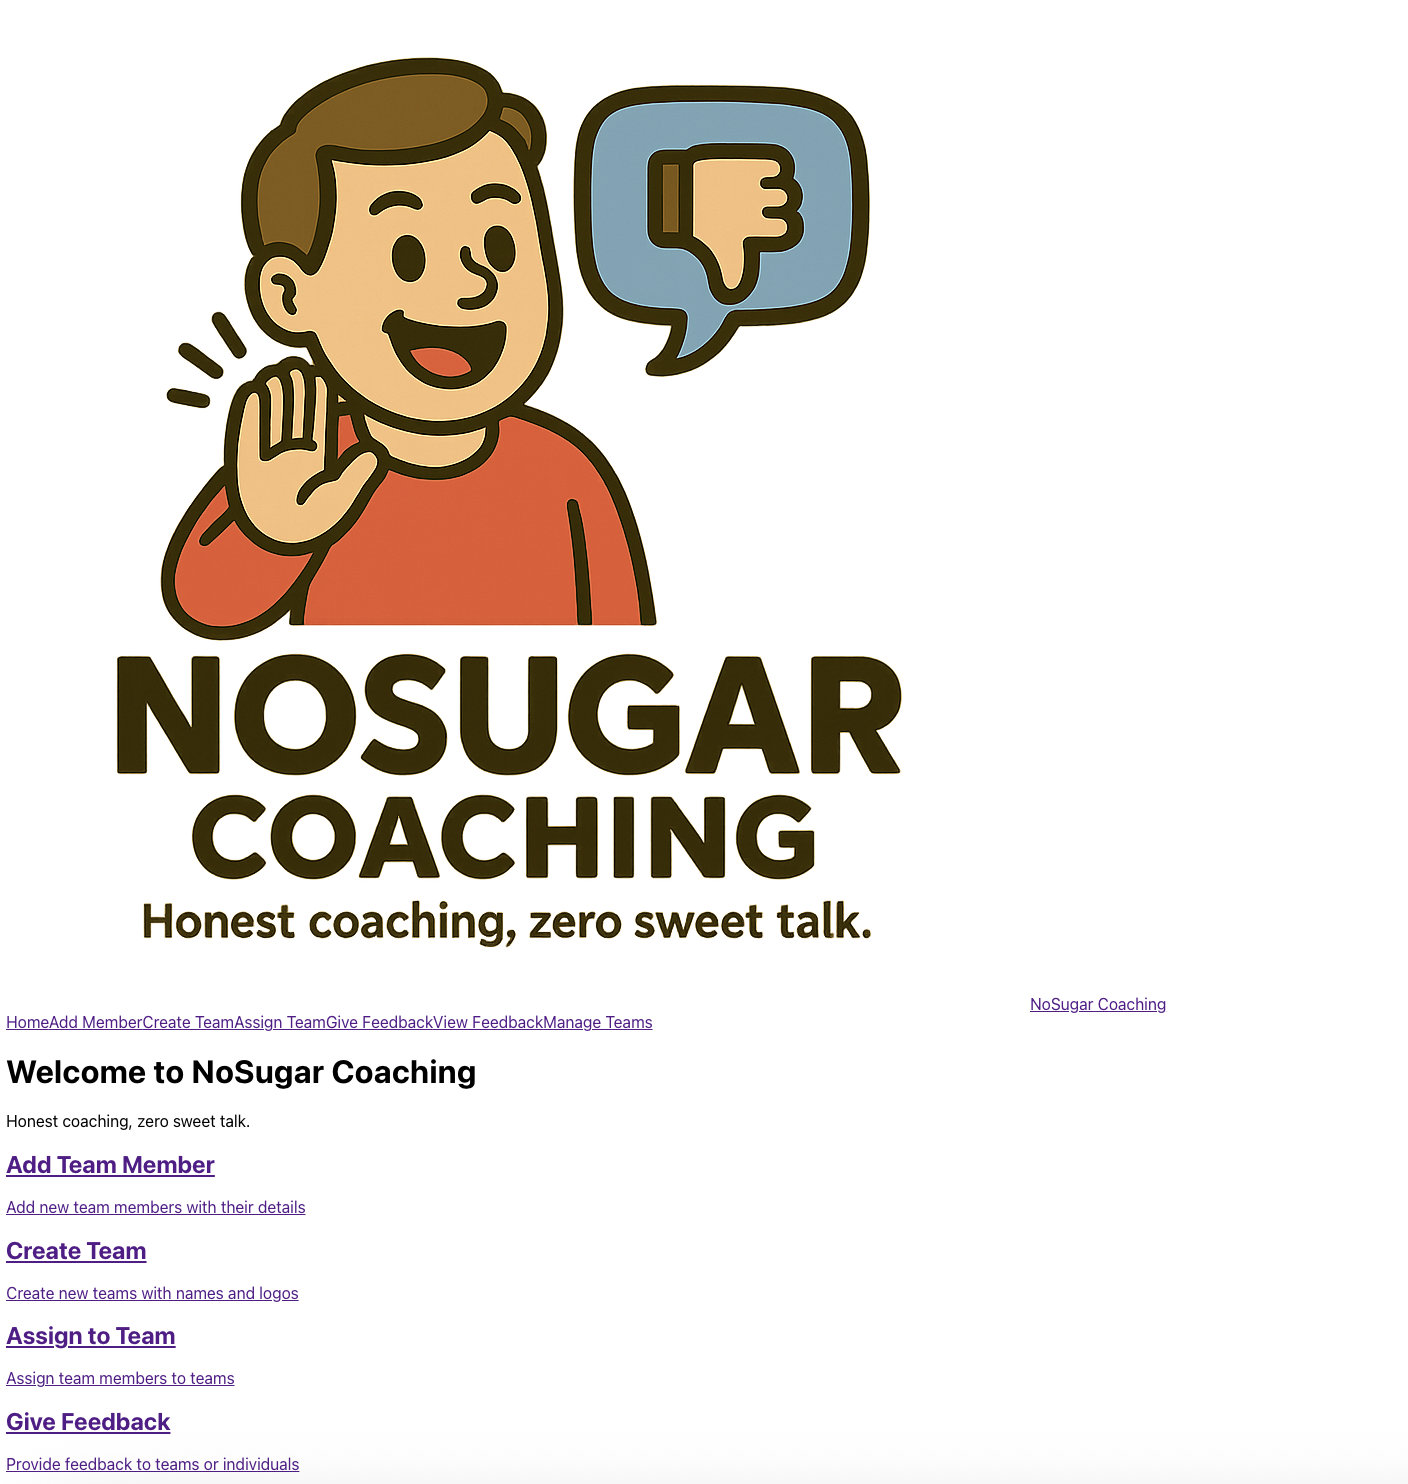 NOSUGAR
COACHING
Honest coaching, zero sweet talk.
NoSugar Coaching
HomeAdd MemberCreate TeamAssign TeamGive FeedbackView FeedbackManage Teams
Welcome to NoSugar Coaching
Honest coaching, zero sweet talk.
Add Team Member
Add new team members with their details
Create Team
Create new teams with names and logos
Assign to Team
Assign team members to teams
Give Feedback
Provide feedback to teams or individuals